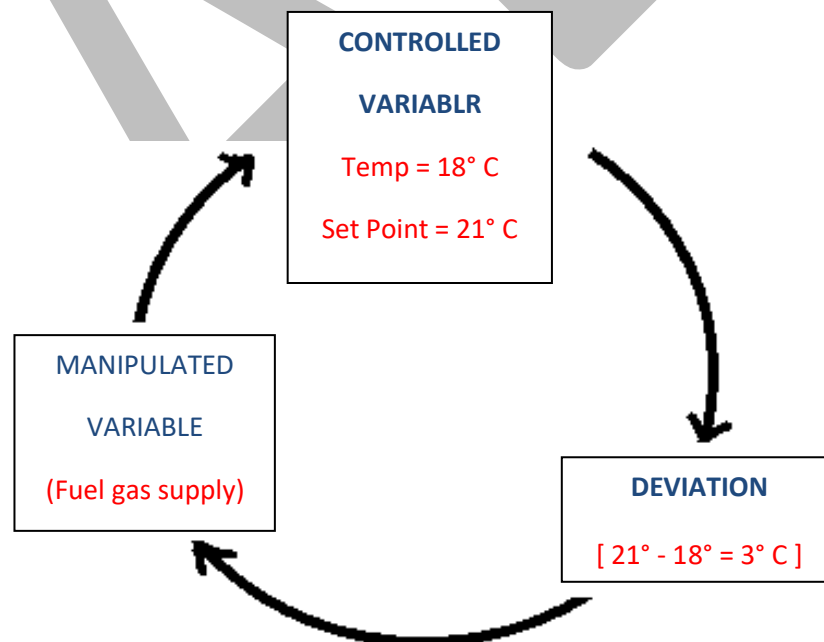 CONTROLLED
VARIABLR
Temp = 18° C
Set Point = 21° C
MANIPULATED
VARIABLE
(Fuel gas supply)
DEVIATION
[ 21° - 18° = 3° C ]